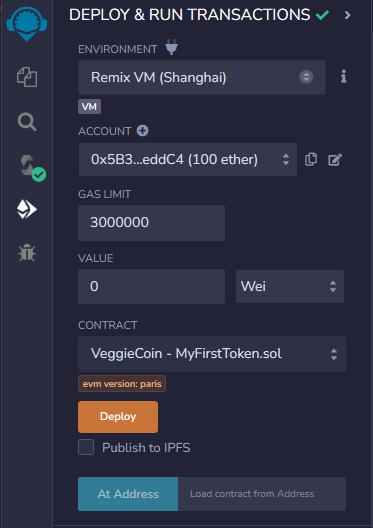 DEPLOY & RUN TRANSACTIONS
ENVIRONMENT
Remix VM (Shanghai)
VM
ACCOUNT
0x5B3...eddC4 (100 ether)
GAS LIMIT
3000000
VALUE
0
Wei
CONTRACT
VeggieCoin - MyFirstToken.sol
evm version: paris
Deploy
Publish to IPFS
At Address
Load contract from Address